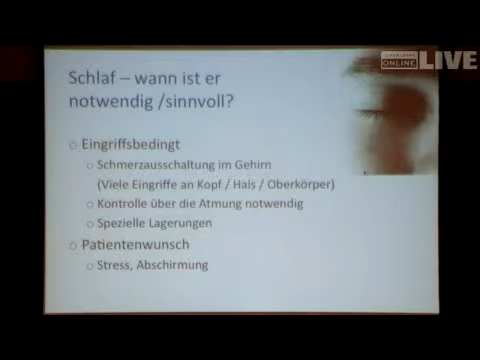 ONLINE
LIVE
Schlaf – wann ist er
notwendig /sinnvoll?
Eingriffsbedingt
Schmerzausschaltung im Gehirn
(Viele Eingriffe an Kopf / Hals / Oberkörper)
Kontrolle über die Atmung notwendig
Spezielle Lagerungen
Patientenwunsch
Stress, Abschirmung